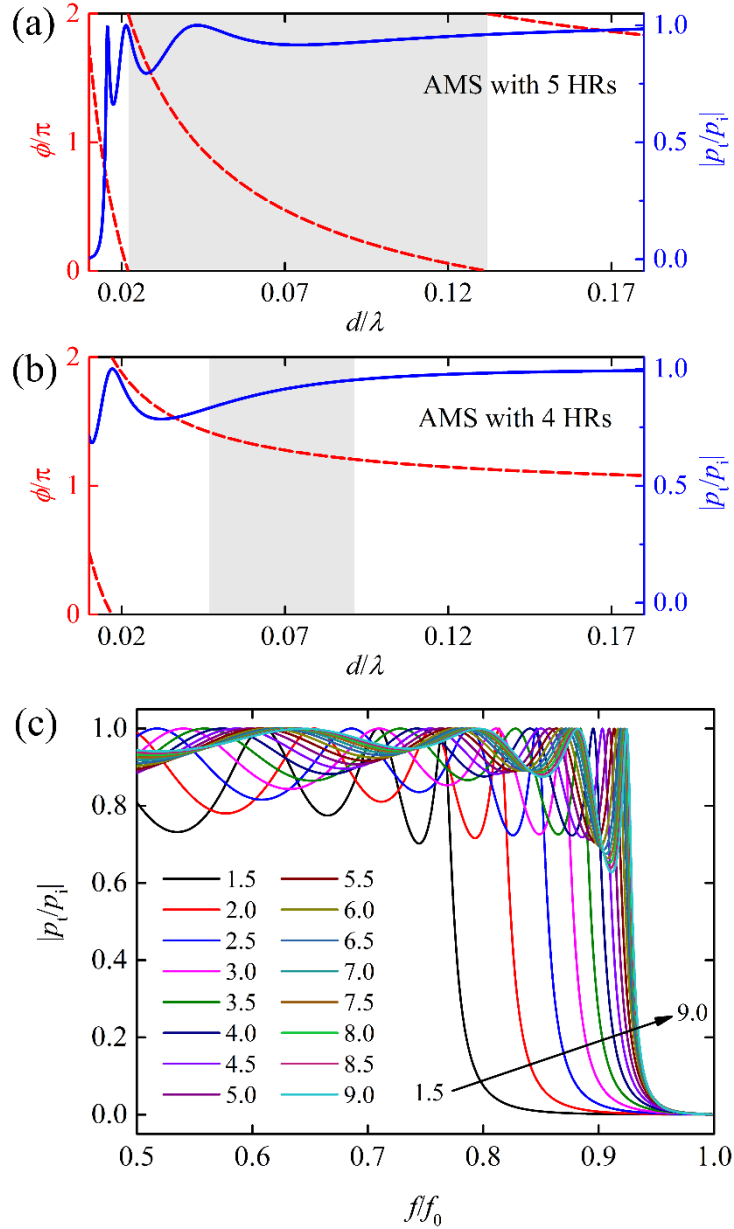 (a)
2
1
0
ϕ/π
AMS with 5 HRs
1.0
0.5
0.0
|pt/pi|
0.02 0.07 0.12 0.17
d/λ
(b)
2
1
0
ϕ/π
AMS with 4 HRs
1.0
0.5
0.0
|pt/pi|
0.02 0.07 0.12 0.17
d/λ
(c)
1.0
0.8
0.6
0.4
0.2
0.0
|pt/pi|
1.5 5.5
2.0 6.0
2.5 6.5
3.0 7.0
3.5 7.5
4.0 8.0
4.5 8.5
5.0 9.0
9.0
1.5
0.5 0.6 0.7 0.8 0.9 1.0
f/f0